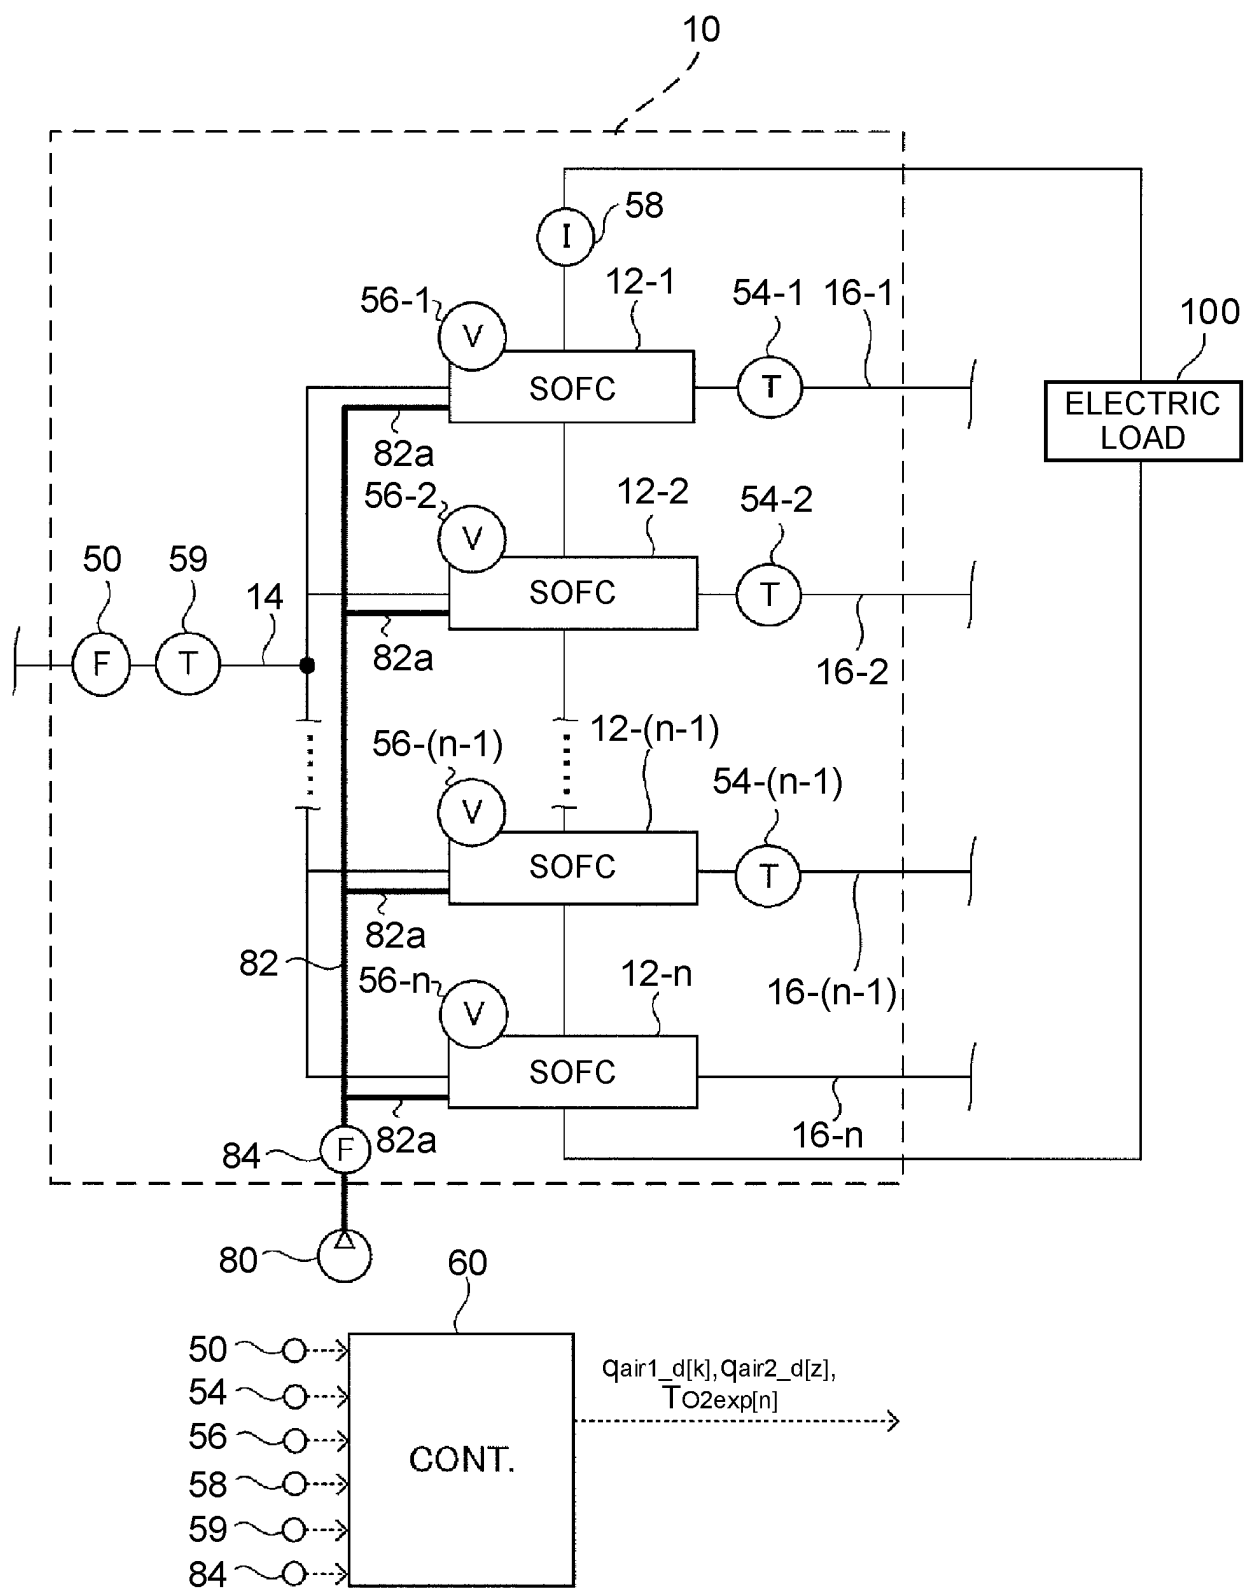 10
58
I
12-1
54-1
16-1
56-1
V
100
SOFC
T
ELECTRIC
LOAD
82a
12-2
54-2
56-2
V
50
59
14
SOFC
T
F
T
82a
16-2
12-(n-1)
56-(n-1)
54-(n-1)
V
SOFC
T
82a
82
12-n
16-(n-1)
56-n
V
SOFC
82a
16-n
84
F
80
60
50
54
56
58
59
84
CONT.
qair1_d[k],qair2_d[z],
TO2exp[n]